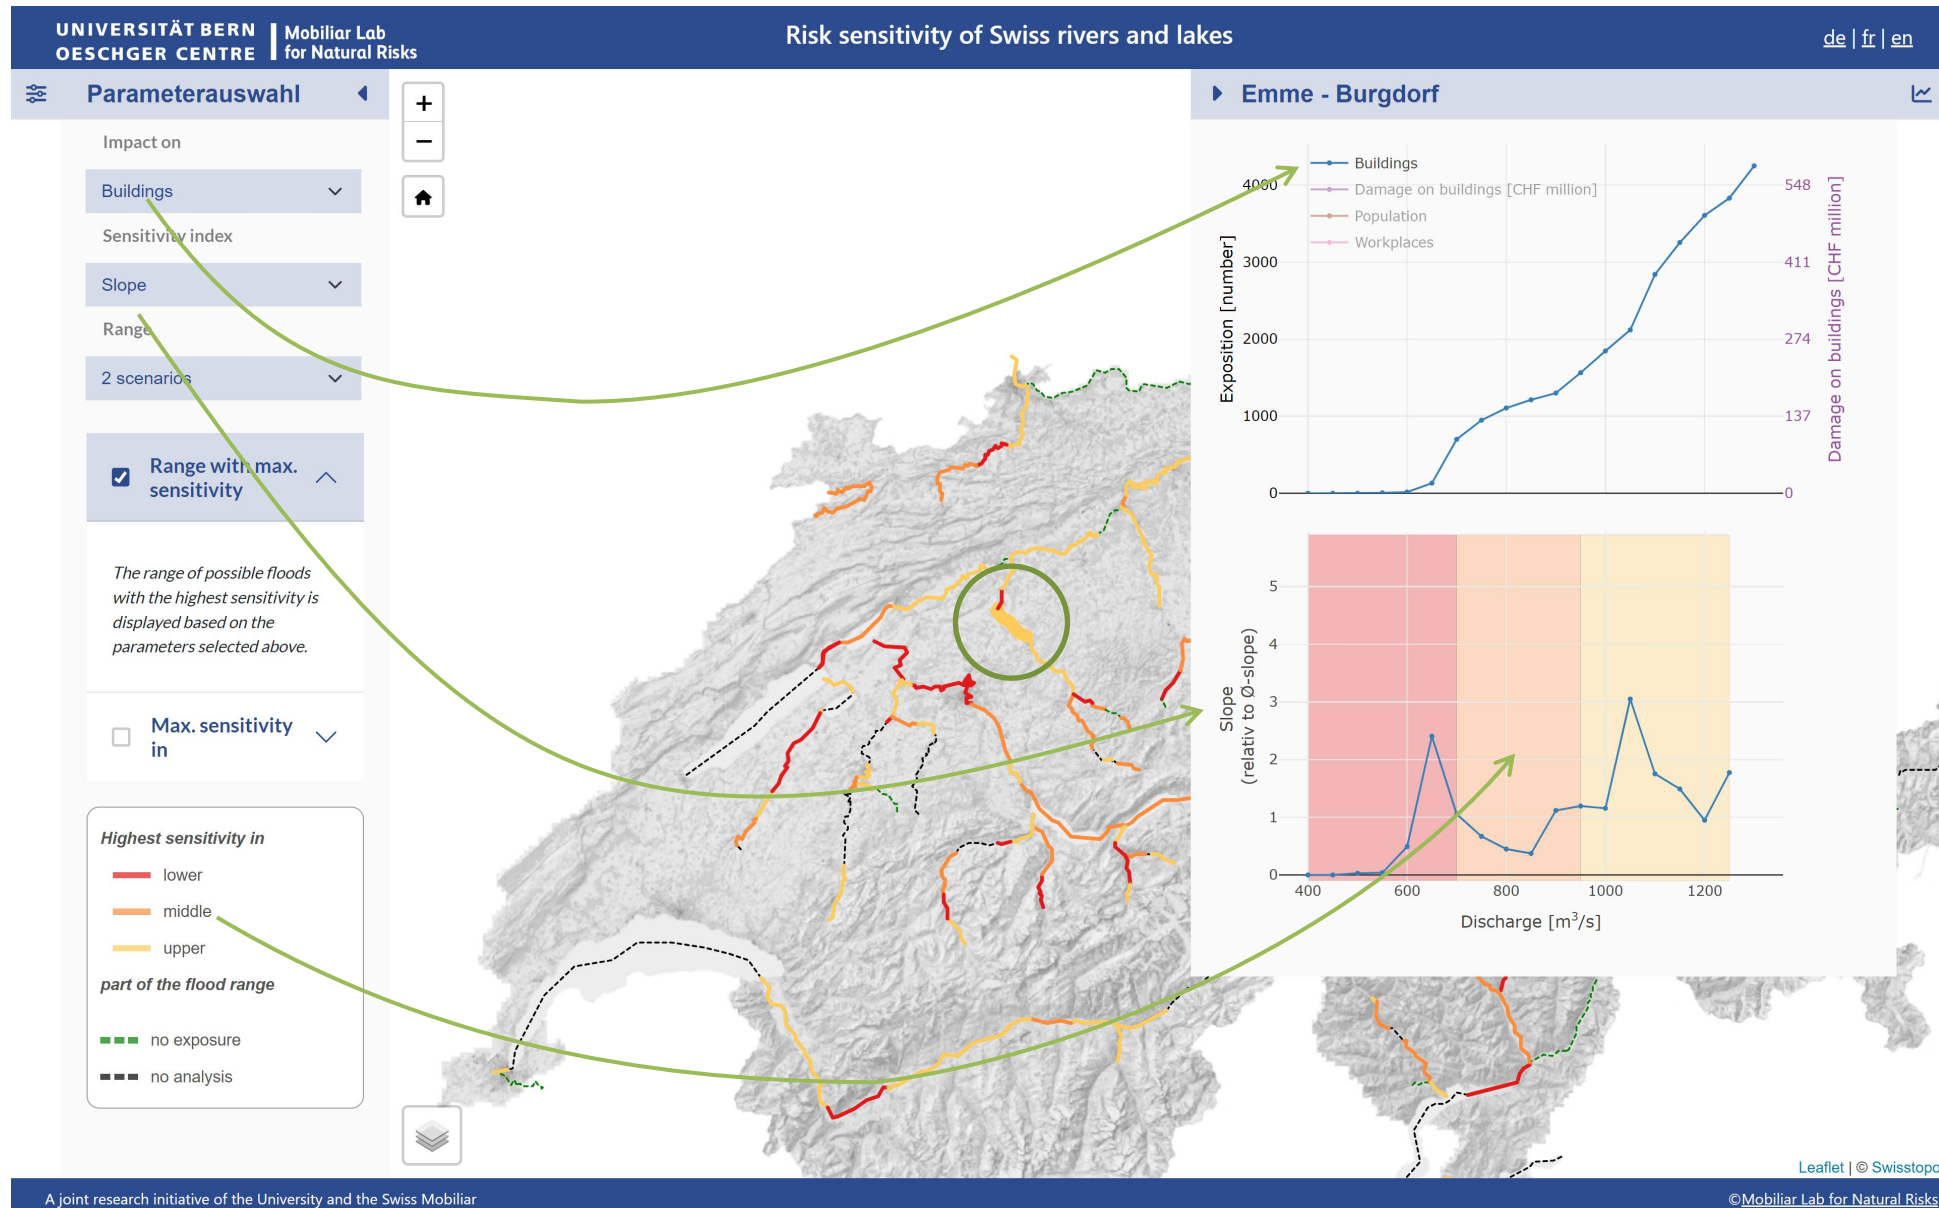 UNIVERSITÄT BERN
OESCHGER CENTRE
Mobiliar Lab
for Natural Risks
Risk sensitivity of Swiss rivers and lakes
de | fr | en
Parameterauswahl
Impact on
Buildings
Sensitivity index
Slope
Range
2 scenarios
Range with max.
sensitivity
The range of possible floods
with the highest sensitivity is
displayed based on the
parameters selected above.
Max. sensitivity
in
Highest sensitivity in
lower
middle
upper
part of the flood range
no exposure
no analysis
+
−
Emme - Burgdorf
Buildings
Damage on buildings [CHF million]
Population
Workplaces
Exposition [number]
4000
3000
2000
1000
0
548
411
274
137
0
Damage on buildings [CHF million]
Slope
(relativ to Ø-slope)
5
4
3
2
1
0
400
600
800
1000
1200
Discharge [m³/s]
Leaflet | © Swisstopo
A joint research initiative of the University and the Swiss Mobiliar
©Mobiliar Lab for Natural Risks